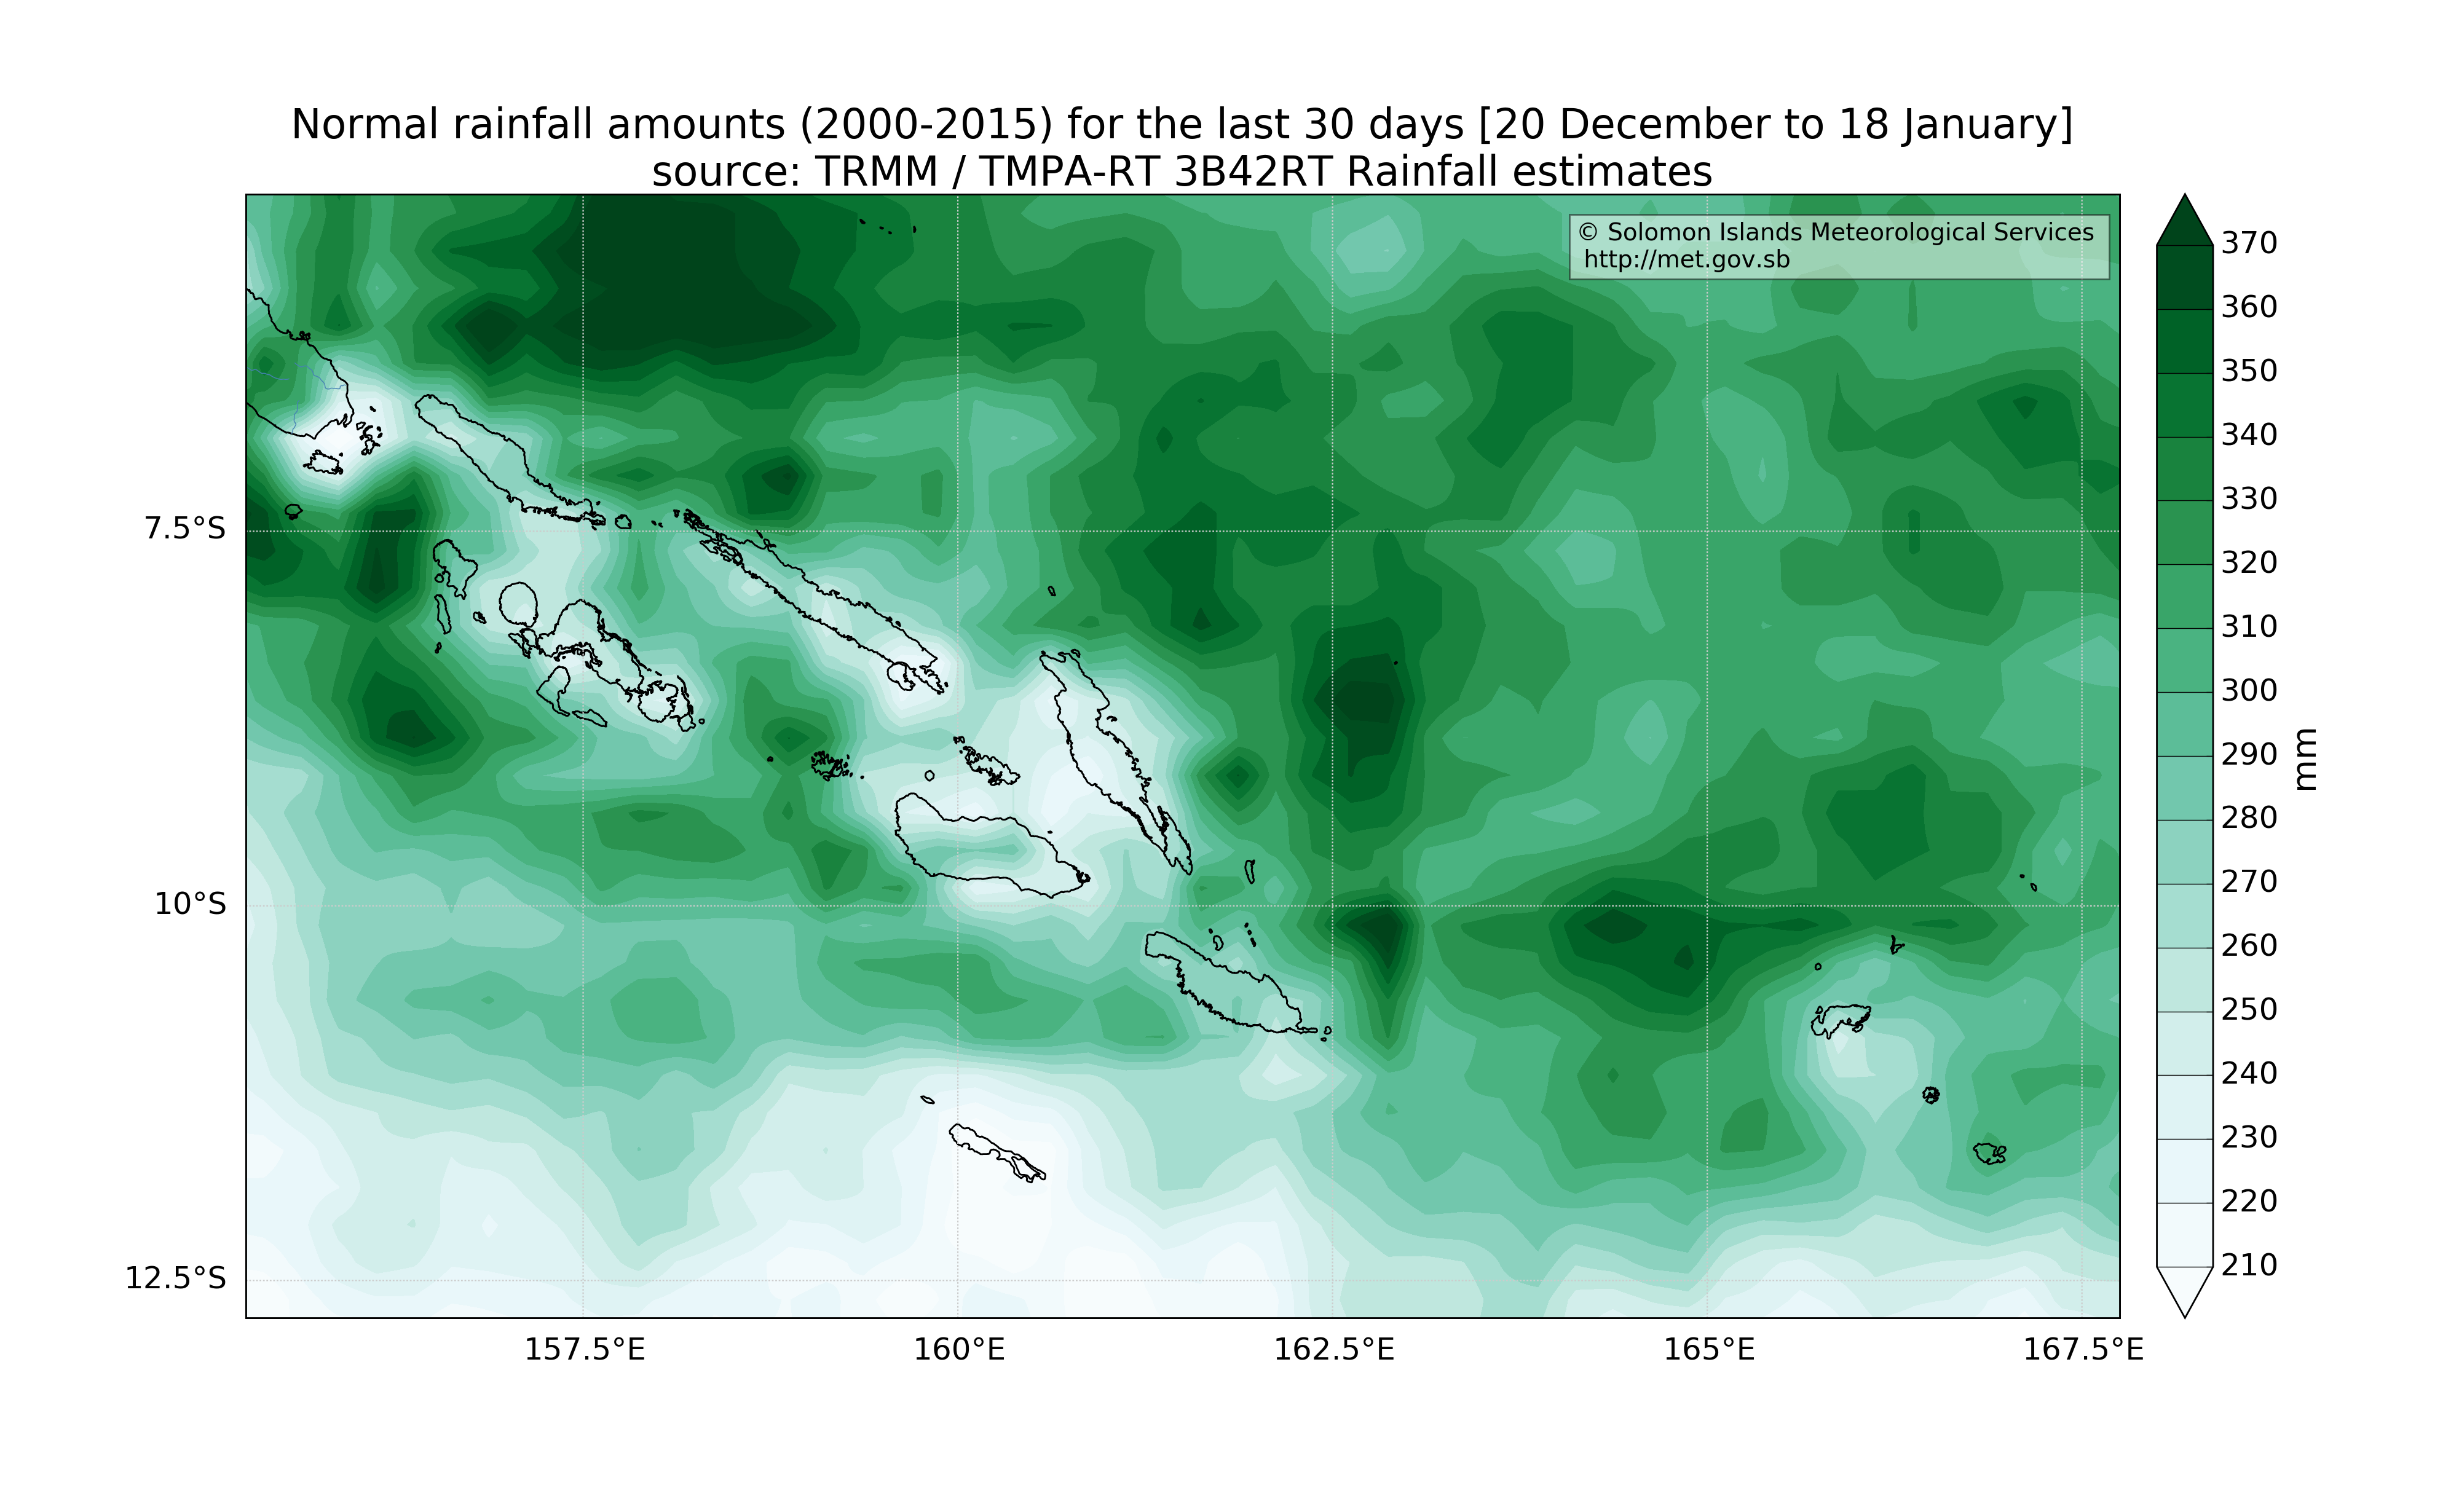 Normal rainfall amounts (2000-2015) for the last 30 days [20 December to 18 January]
source: TRMM / TMPA-RT 3B42RT Rainfall estimates
© Solomon Islands Meteorological Services
http://met.gov.sb
7.5°S
10°S
12.5°S
157.5°E
160°E
162.5°E
165°E
167.5°E
370
360
350
340
330
320
310
300
290
280
270
260
250
240
230
220
210
mm